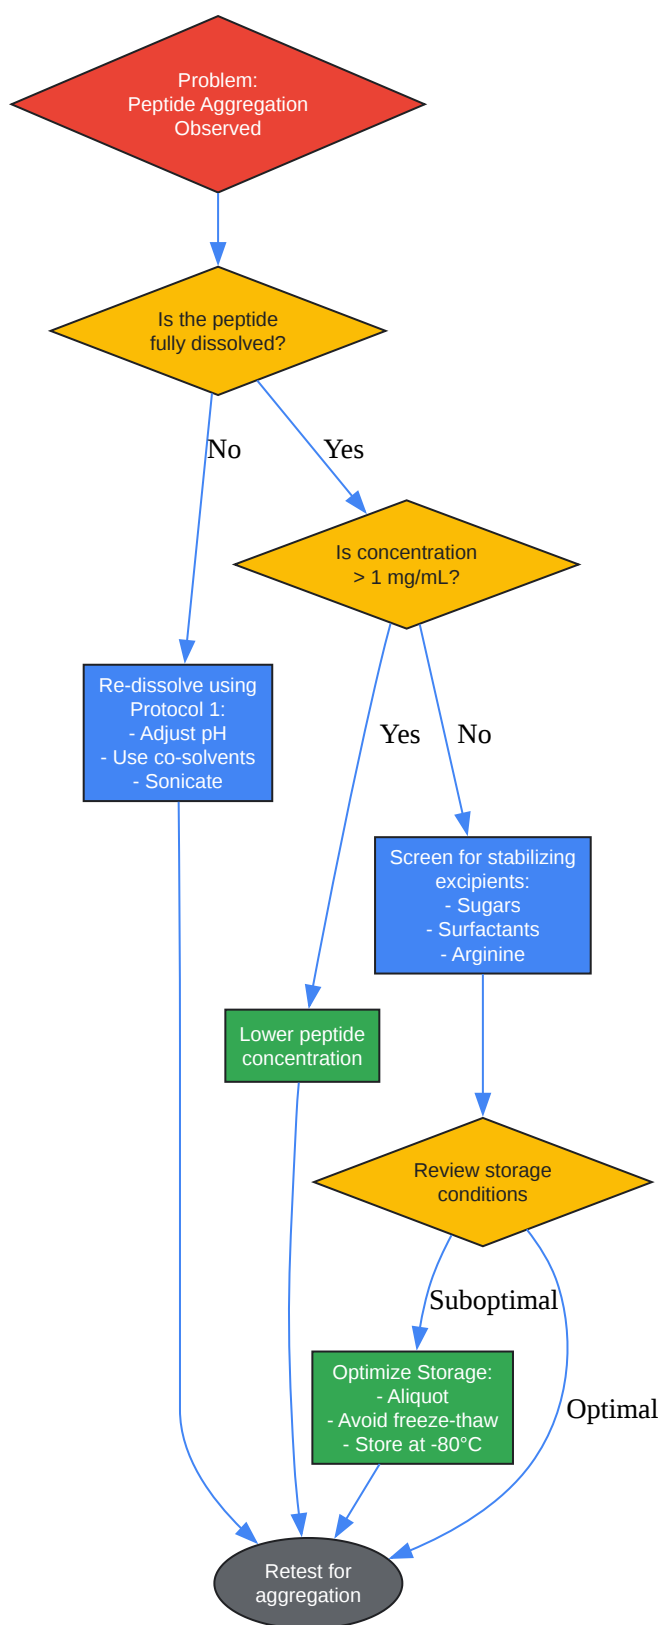 Problem:
Peptide Aggregation
Observed
Is the peptide
fully dissolved?
No
Yes
Is concentration
> 1 mg/mL?
Re-dissolve using
Protocol 1:
- Adjust pH
- Use co-solvents
- Sonicate
Yes
No
Screen for stabilizing
excipients:
- Sugars
- Surfactants
- Arginine
Lower peptide
concentration
Review storage
conditions
Suboptimal
Optimize Storage:
- Aliquot
- Avoid freeze-thaw
- Store at -80°C
Optimal
Retest for
aggregation